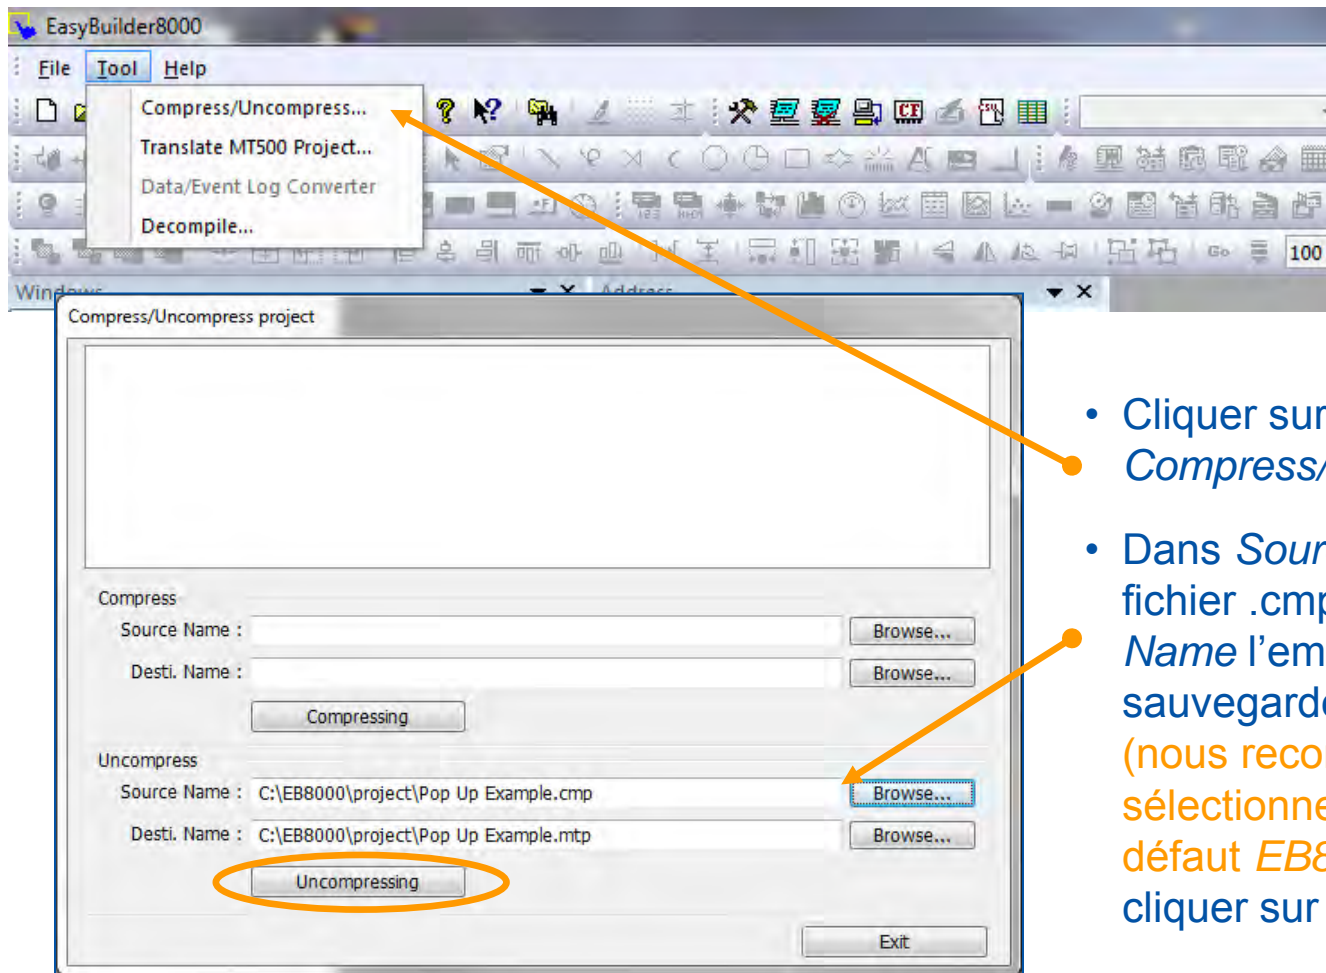 EasyBuilder8000
File Tool Help
Compress/Uncompress...
Translate MT500 Project...
Data/Event Log Converter
Decompile...
100
Windows
Address
Compress/Uncompress project
Compress
Source Name :
Browse...
Desti. Name :
Browse...
Compressing
Uncompress
Source Name : C:\EB8000\project\Pop Up Example.cmp
Browse...
Desti. Name : C:\EB8000\project\Pop Up Example.mtp
Browse...
Uncompressing
Exit
• Cliquer sur
Compress/
• Dans Sour
fichier .cmp
Name l’em
sauvegarde
(nous reco
sélectionne
défaut EB8
cliquer sur